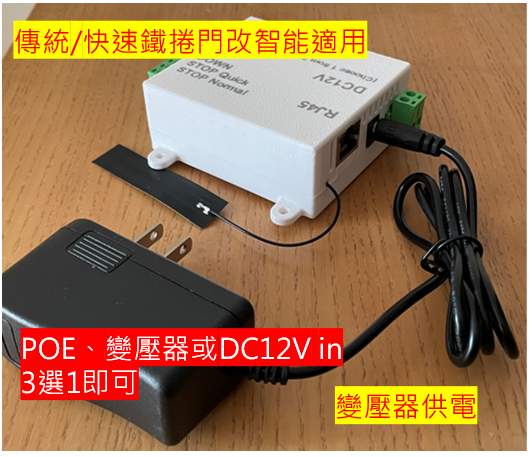 傳統/快速鐵捲門改智能適用
STOP Quick
STOP Normal
DC12V
RJ45
POE、變壓器或DC12V in
3選1即可
變壓器供電